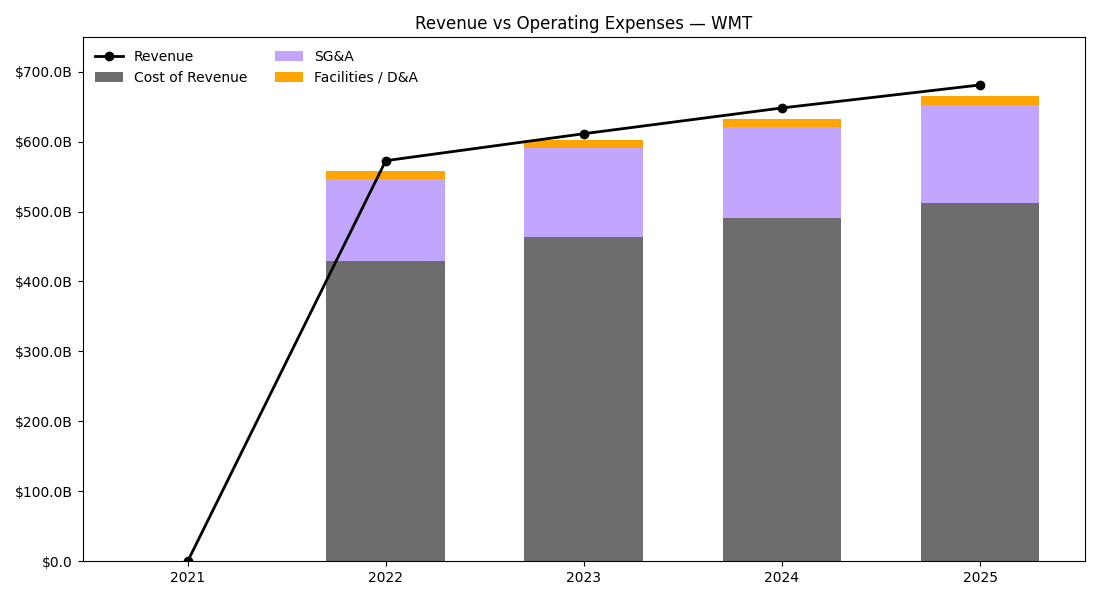 Revenue vs Operating Expenses — WMT
Revenue
Cost of Revenue
SG&A
Facilities / D&A
$700.0B
$600.0B
$500.0B
$400.0B
$300.0B
$200.0B
$100.0B
$0.0
2021 2022 2023 2024 2025